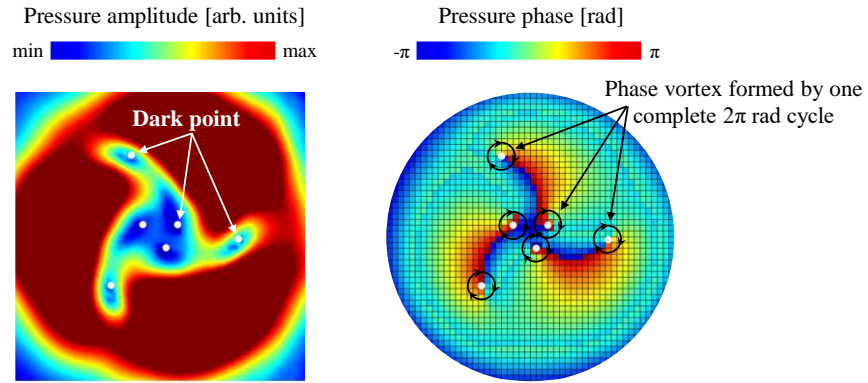 Pressure amplitude [arb. units]
min
max
Dark point
Pressure phase [rad]
-π
π
Phase vortex formed by one
complete 2π rad cycle